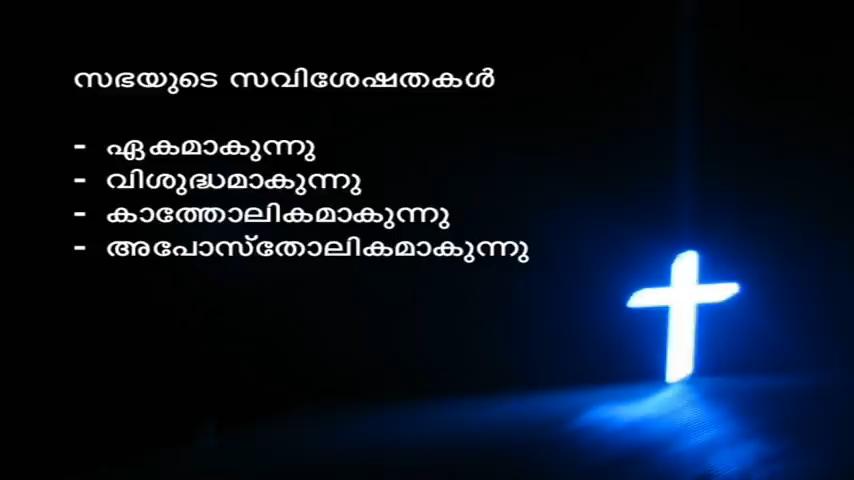 സഭയുടെ സവിശേഷതകൾ
- ഏകമാകുന്നു
- വിശുദ്ധമാകുന്നു
- കാത്തോലികമാകുന്നു
- അപോസ്തോലികമാകുന്നു